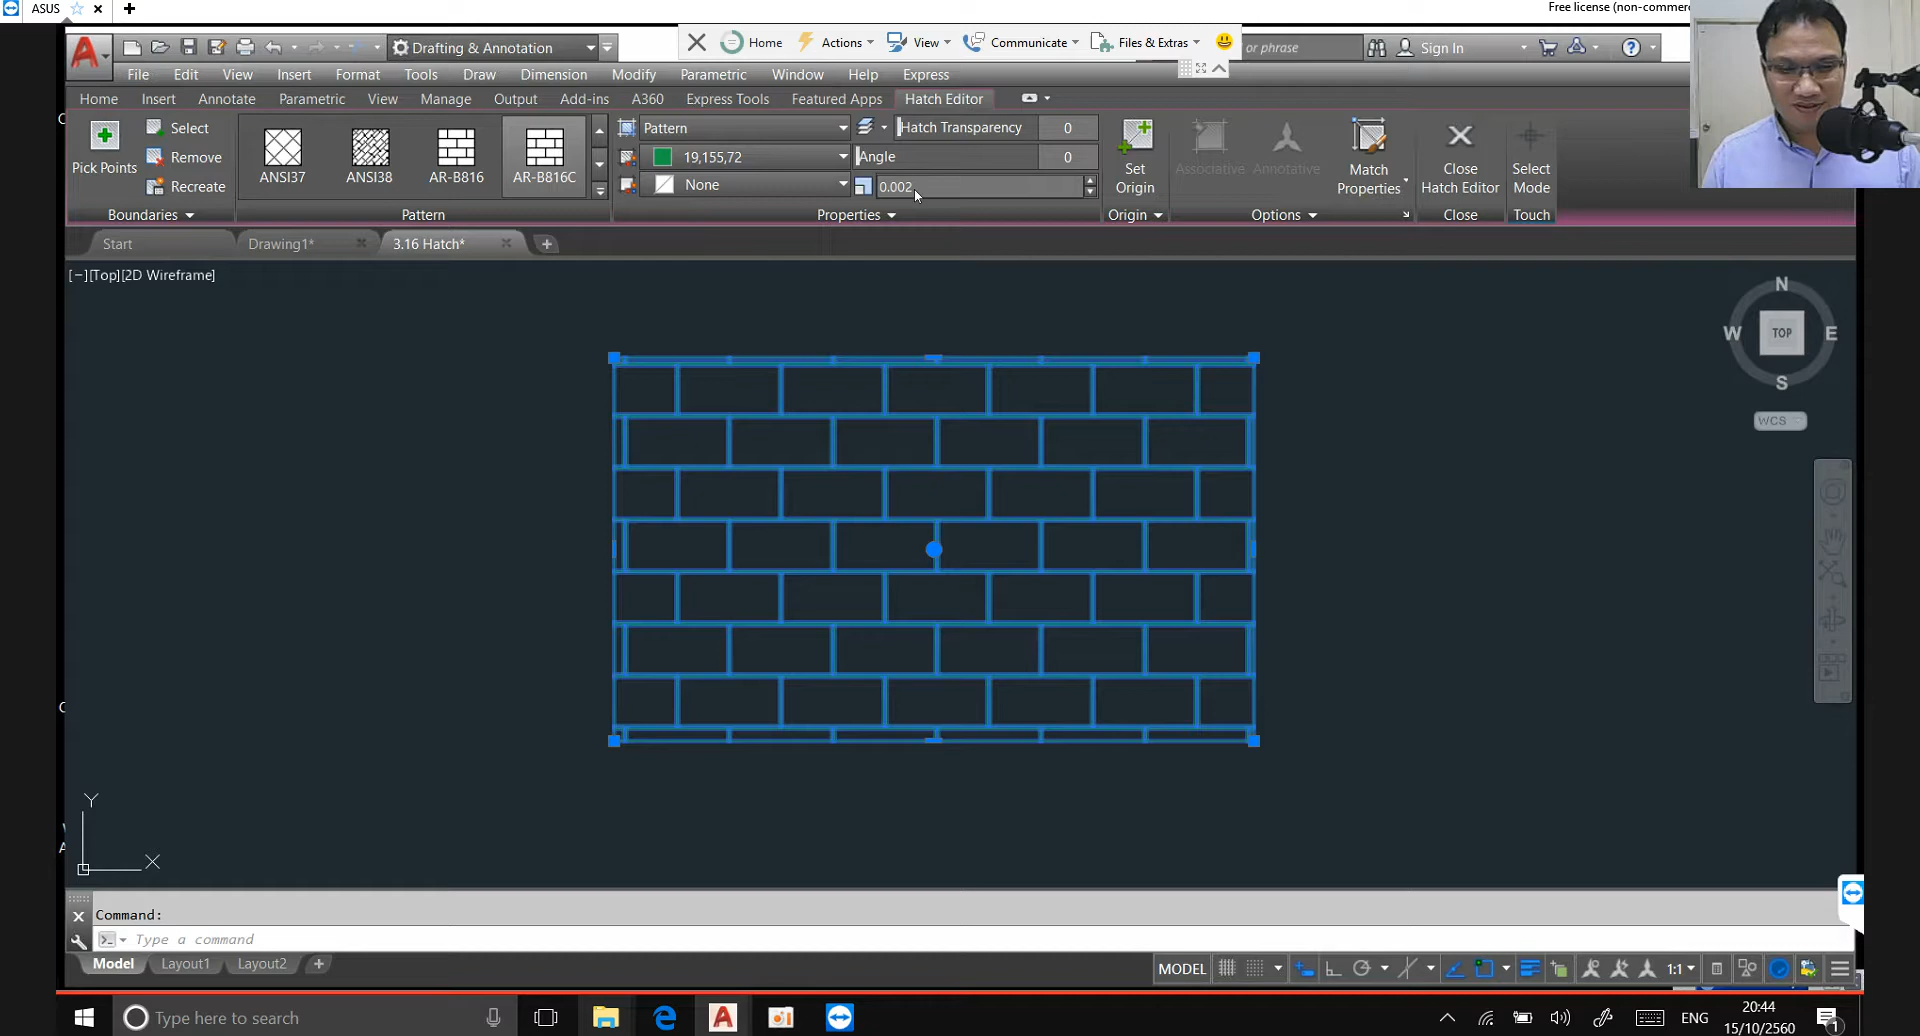 ASUS
Free license (non-commerc
Drafting & Annotation
Home
Actions
View
Communicate
Files & Extras
or phrase
Sign In
File Edit View Insert Format Tools Draw Dimension Modify Parametric Window Help Express
Home Insert Annotate Parametric View Manage Output Add-ins A360 Express Tools Featured Apps Hatch Editor
Pick Points
Select
Remove
Recreate
Boundaries
ANSI37
ANSI38
AR-B816
AR-B816C
Pattern
Pattern
19,155,72
None
Hatch Transparency 0
Angle 0
0.002
Properties
Set
Origin
Origin
Associative
Annotative
Match
Properties
Options
Close
Hatch Editor
Close
Select
Mode
Touch
Start
Drawing1*
3.16 Hatch*
[−][Top][2D Wireframe]
N
W
TOP
E
S
WCS
Y
X
Command:
Type a command
Model
Layout1
Layout2
MODEL
1:1
Type here to search
ENG
20:44
15/10/2560
1